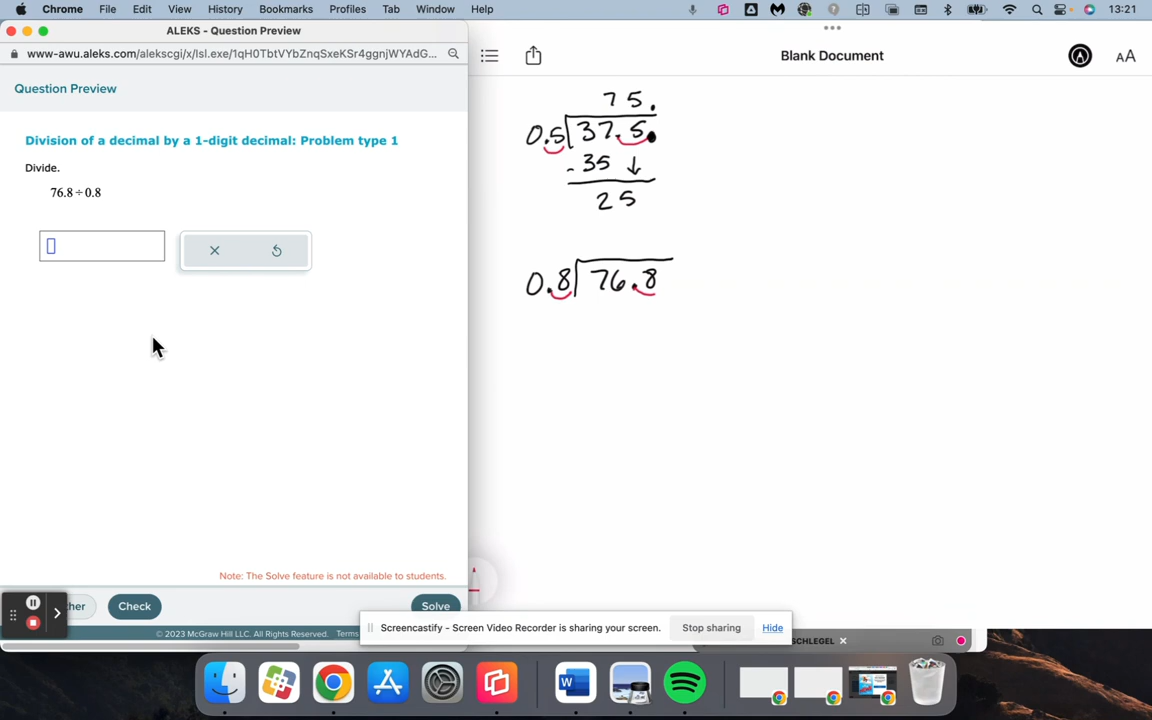 Chrome File Edit View History Bookmarks Profiles Tab Window Help 13:21
ALEKS - Question Preview
www-awu.aleks.com/alekscgi/x/Isl.exe/1qH0TbtVYbZnqSxeKSr4ggnjWYAdG...
Blank Document
AA
Question Preview
Division of a decimal by a 1-digit decimal: Problem type 1
Divide.
76.8 ÷ 0.8
75.
0.5 37.5.
- 35 ↓
25
0.8 76.8
Note: The Solve feature is not available to students.
her
Check
Solve
© 2023 McGraw Hill LLC. All Rights Reserved. Terms
Screencastify - Screen Video Recorder is sharing your screen. Stop sharing Hide
SCHLEGEL